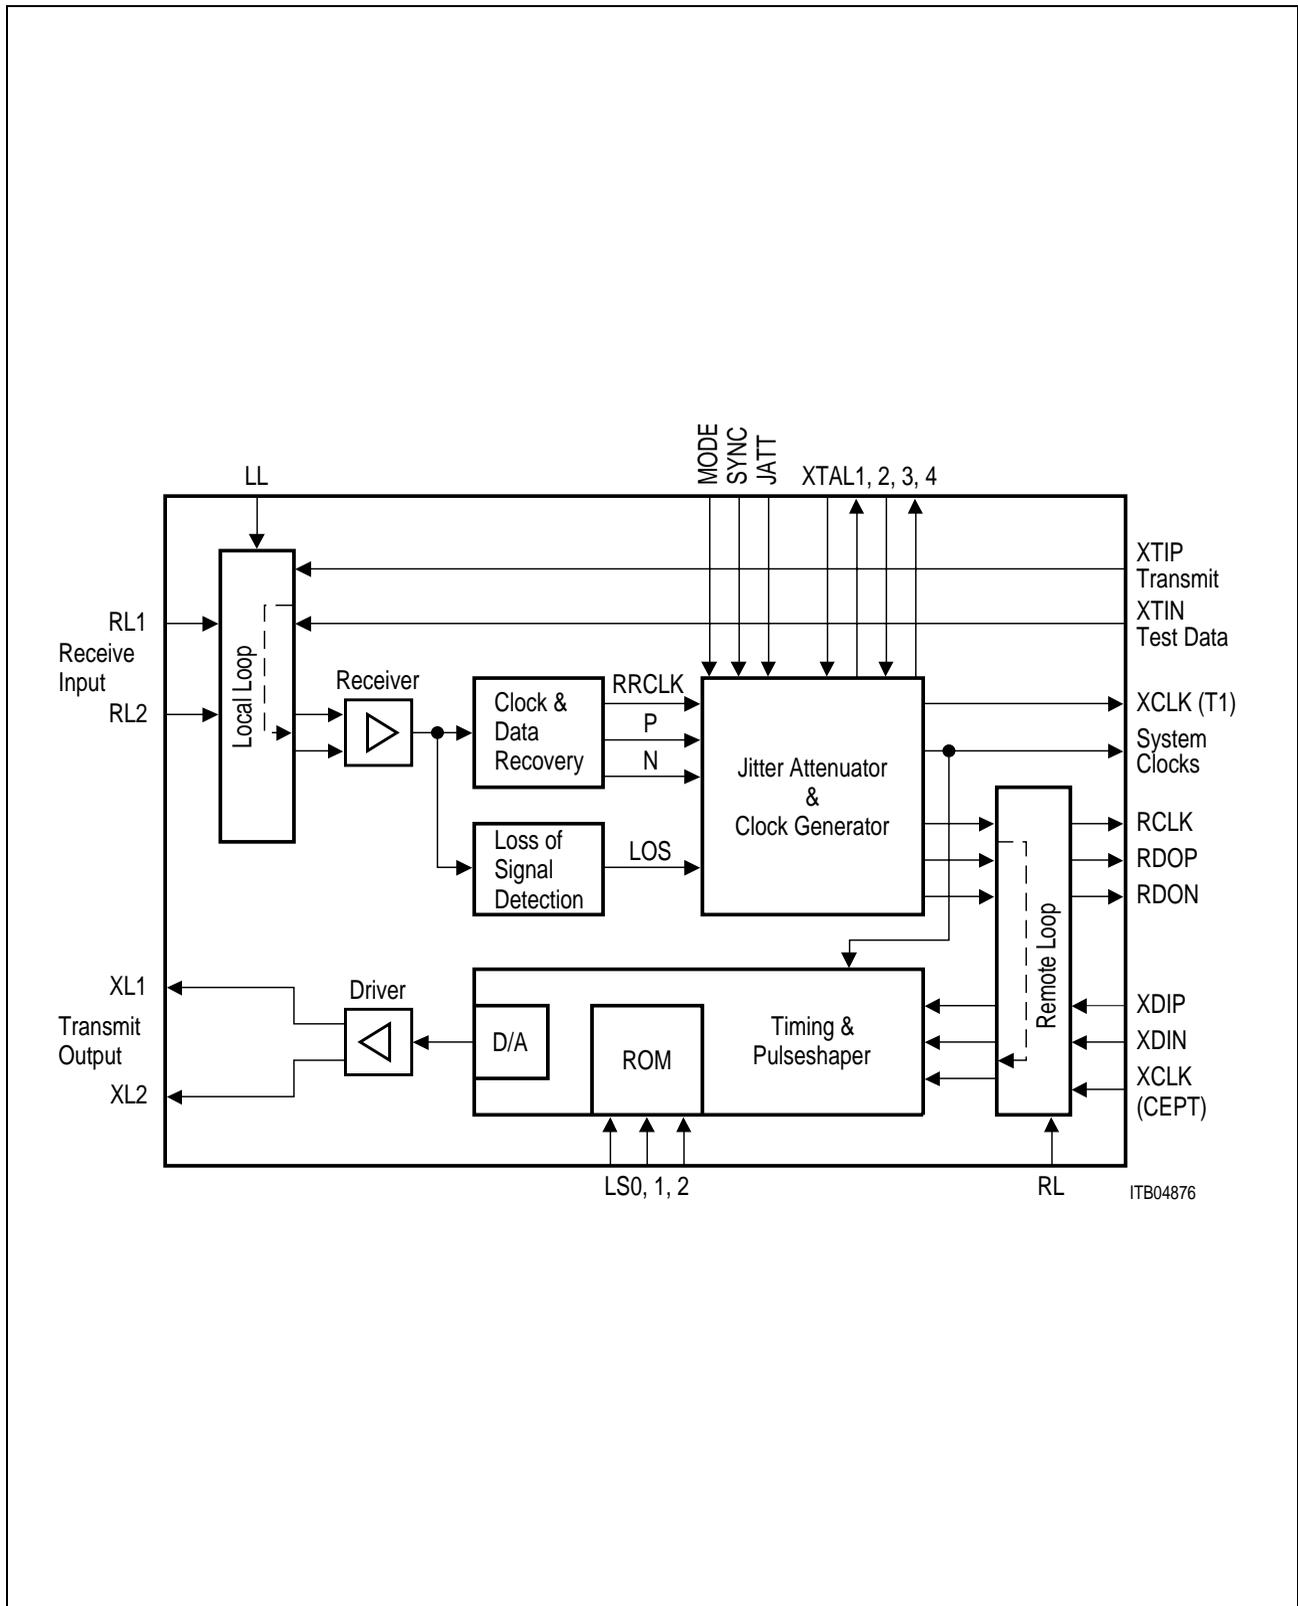 MODE
SYNC
JATT
LL
XTAL1, 2, 3, 4
XTIP
Transmit
XTIN
Test Data
RL1
Receive
Input
RL2
Local Loop
Receiver
Clock &
Data
Recovery
RRCLK
P
N
Jitter Attenuator
&
Clock Generator
XCLK (T1)
System
Clocks
Loss of
Signal
Detection
LOS
RCLK
RDOP
RDON
Remote Loop
XL1
Transmit
Output
XL2
Driver
D/A
ROM
Timing &
Pulseshaper
XDIP
XDIN
XCLK
(CEPT)
LS0, 1, 2
RL
ITB04876